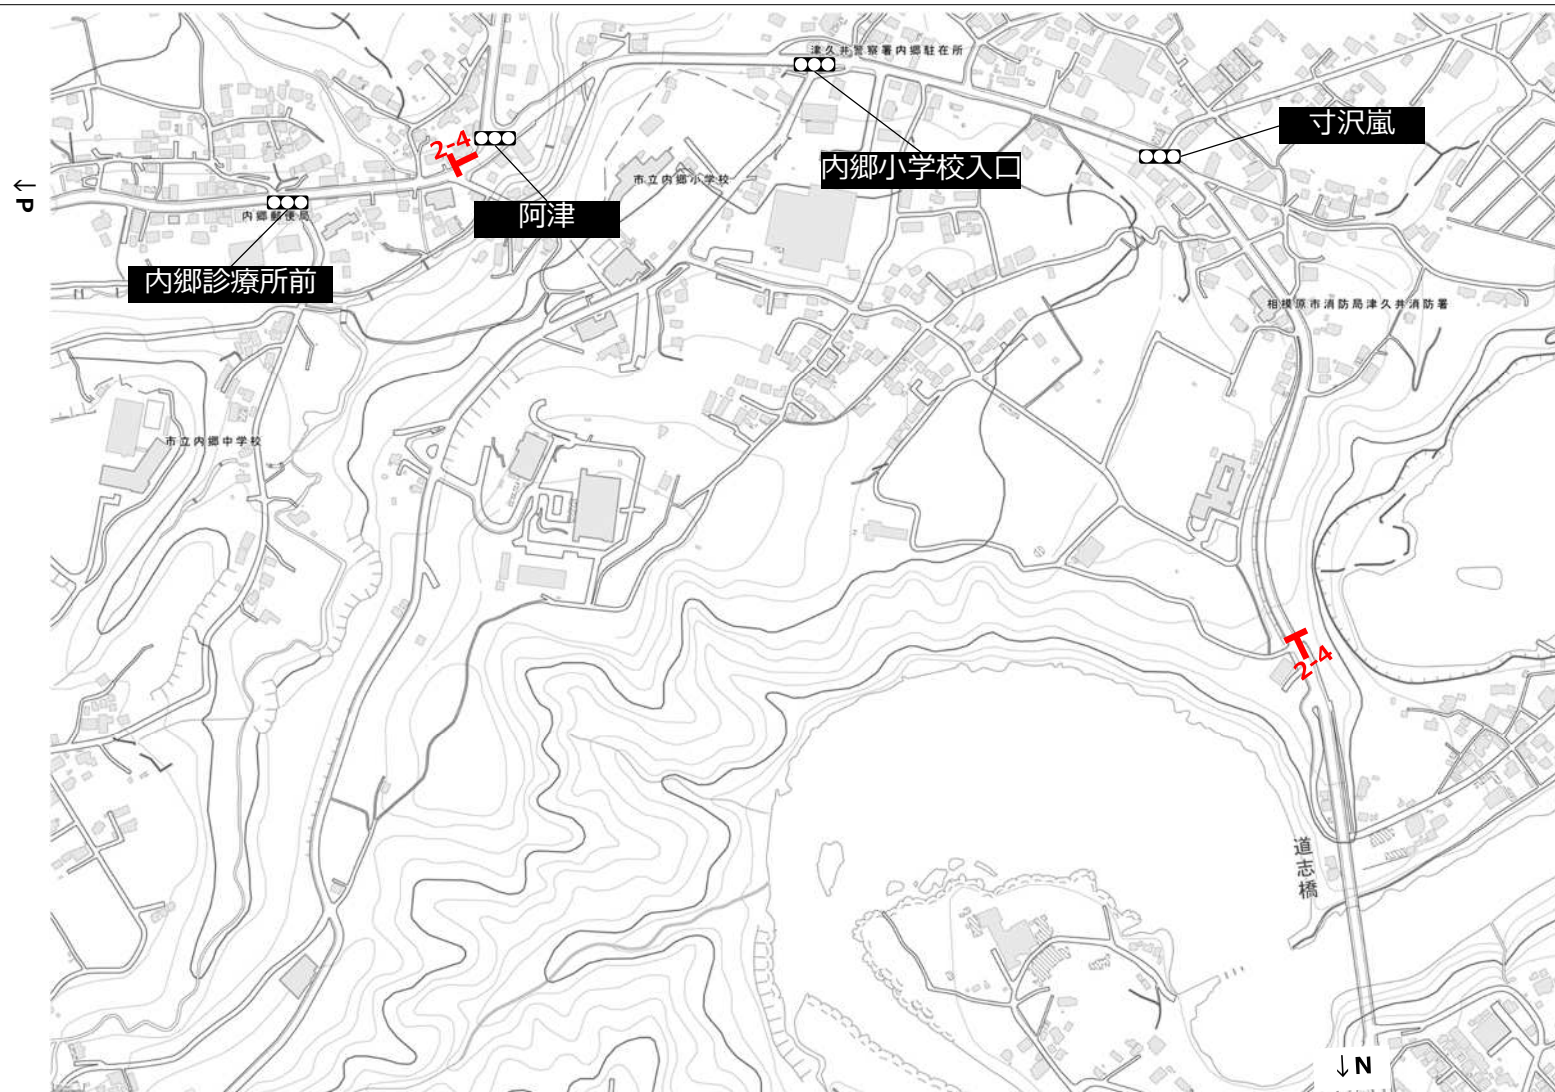 津久井警察署内郷駐在所
寸沢嵐
2-4
内郷小学校入口
市立内郷小学校
↓P
内郷郵便局
阿津
内郷診療所前
相模原市消防局津久井消防署
市立内郷中学校
2-4
道志橋
↓N